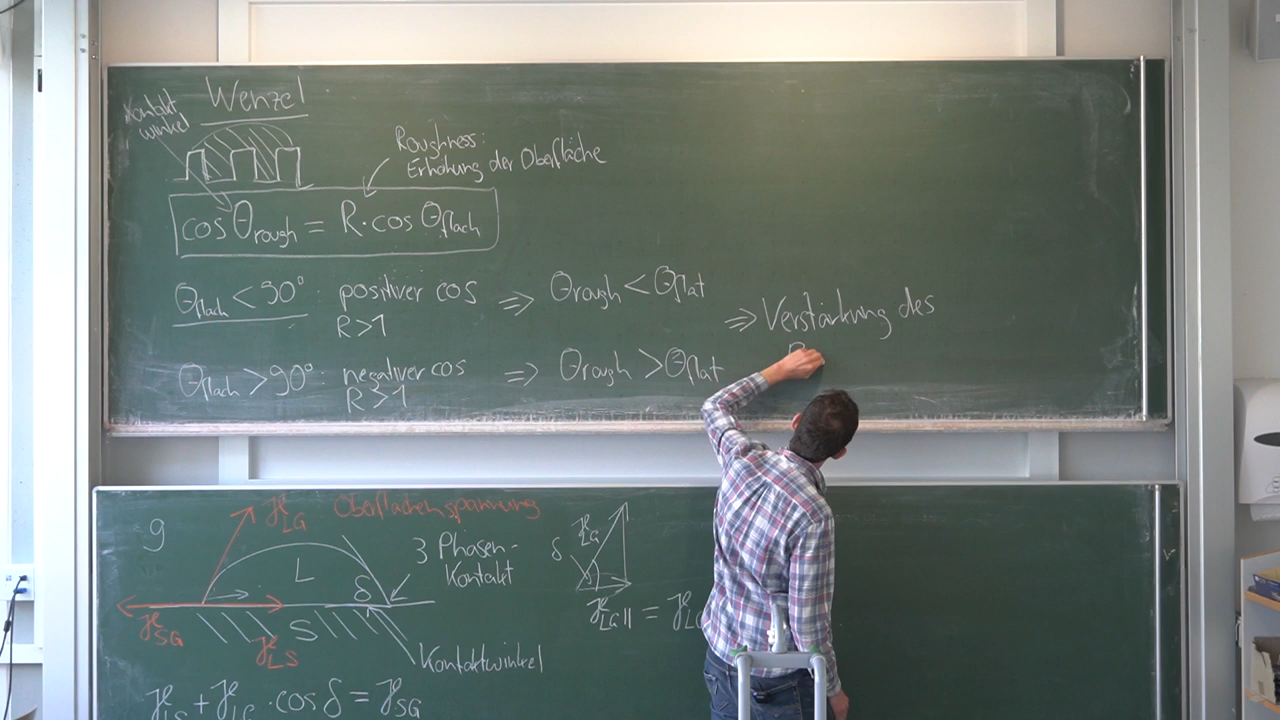 Wenzel
Kontakt
winkel
Roughness:
Erhöhung der Oberfläche
cos Θrough = R · cos Θflach
Θflach < 90° : positiver cos ⇒ Θrough < Θflat
R > 1
⇒ Verstärkung des
Θflach > 90° : negativer cos ⇒ Θrough > Θflat
R > 1
g
γLG : Oberflächenspannung
3 Phasen-
Kontakt
L
δ
S
γSG
γLS
Kontaktwinkel
γLS + γLG · cos δ = γSG
γLG
δ
γLG|| = γLG